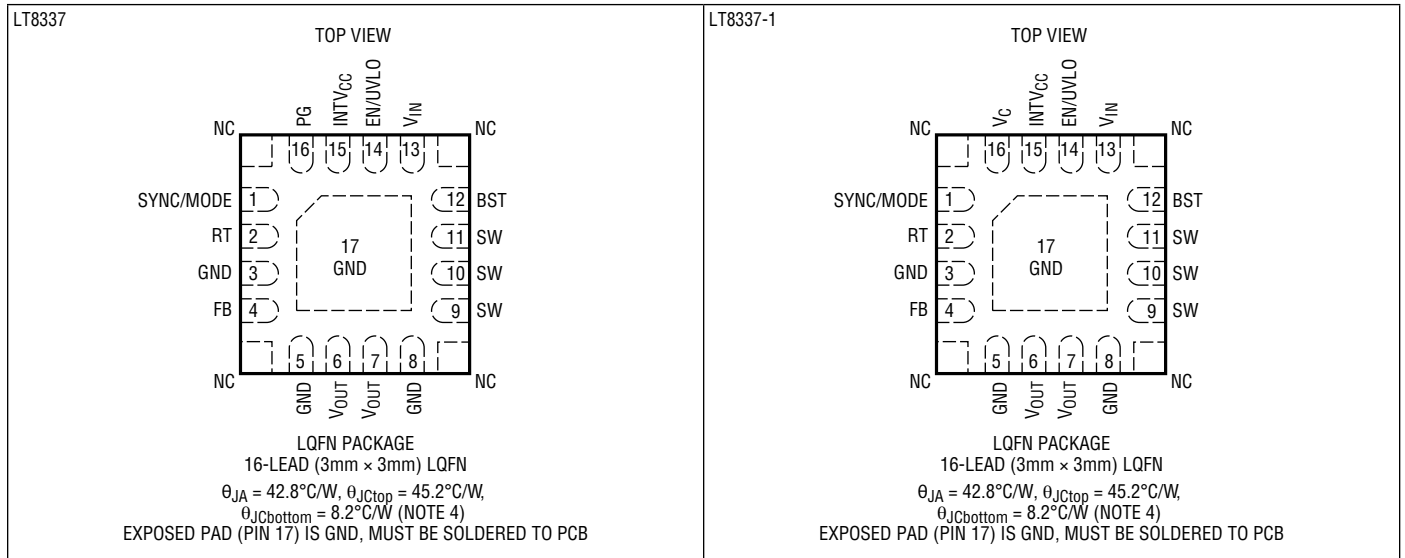 LT8337
TOP VIEW
PG
INTVCC
EN/UVLO
VIN
NC
NC
16
15
14
13
SYNC/MODE
1
12
BST
RT
2
11
SW
17
GND
GND
3
10
SW
FB
4
9
SW
5
6
7
8
NC
NC
GND
VOUT
VOUT
GND
LQFN PACKAGE
16-LEAD (3mm × 3mm) LQFN
θJA = 42.8°C/W, θJCtop = 45.2°C/W,
θJCbottom = 8.2°C/W (NOTE 4)
EXPOSED PAD (PIN 17) IS GND, MUST BE SOLDERED TO PCB
LT8337-1
TOP VIEW
VC
INTVCC
EN/UVLO
VIN
NC
NC
16
15
14
13
SYNC/MODE
1
12
BST
RT
2
11
SW
17
GND
GND
3
10
SW
FB
4
9
SW
5
6
7
8
NC
NC
GND
VOUT
VOUT
GND
LQFN PACKAGE
16-LEAD (3mm × 3mm) LQFN
θJA = 42.8°C/W, θJCtop = 45.2°C/W,
θJCbottom = 8.2°C/W (NOTE 4)
EXPOSED PAD (PIN 17) IS GND, MUST BE SOLDERED TO PCB